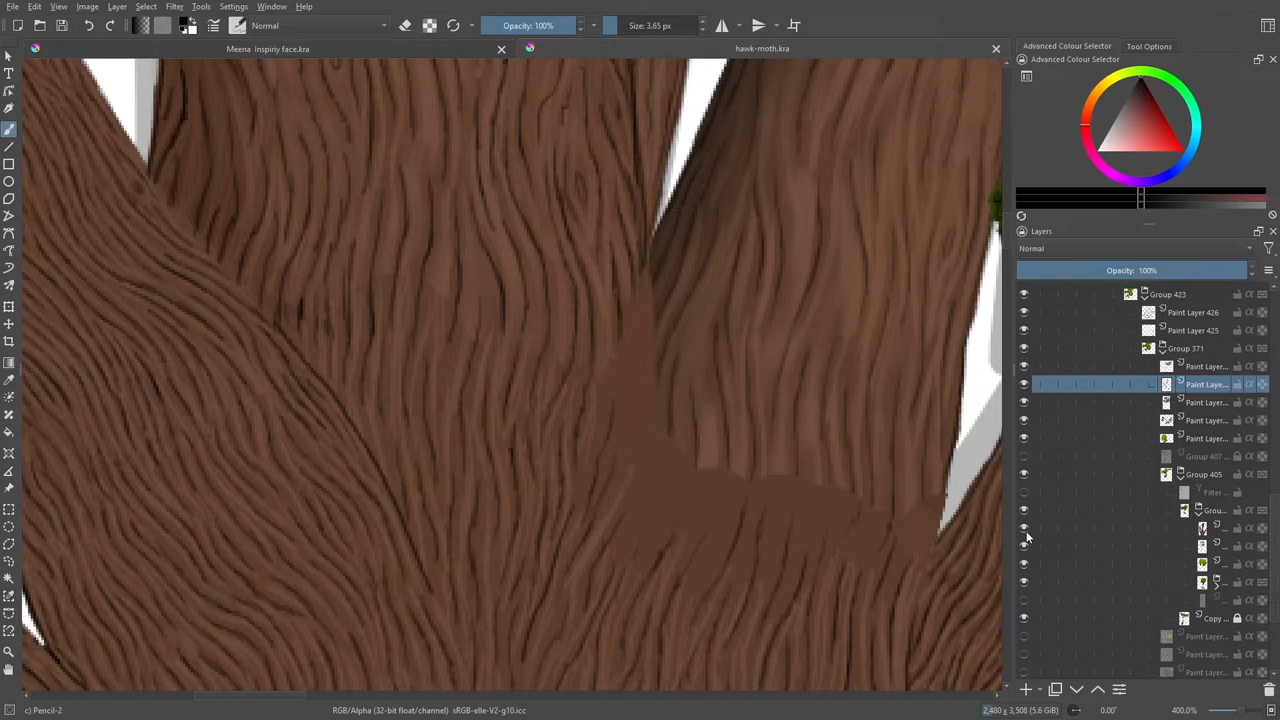 File Edit View Image Layer Select Filter Tools Settings Window Help
Normal Opacity: 100% Size: 3.65 px
Meena Inspiriy face.kra hawk-moth.kra
Advanced Colour Selector Tool Options
Advanced Colour Selector
Layers
Normal
Opacity: 100%
Group 423
Paint Layer 426
Paint Layer 425
Group 371
Paint Layer...
Paint Laye...
Paint Layer...
Paint Layer...
Paint Layer...
Group 407
Group 405
Filter ...
Grou...
...
...
...
...
...
Copy ...
Paint Layer...
Paint Layer...
Paint Layer...
c) Pencil-2 RGB/Alpha (32-bit float/channel) sRGB-elle-V2-g10.icc 2,480 x 3,508 (5.6 GiB) 0.00° 400.0%